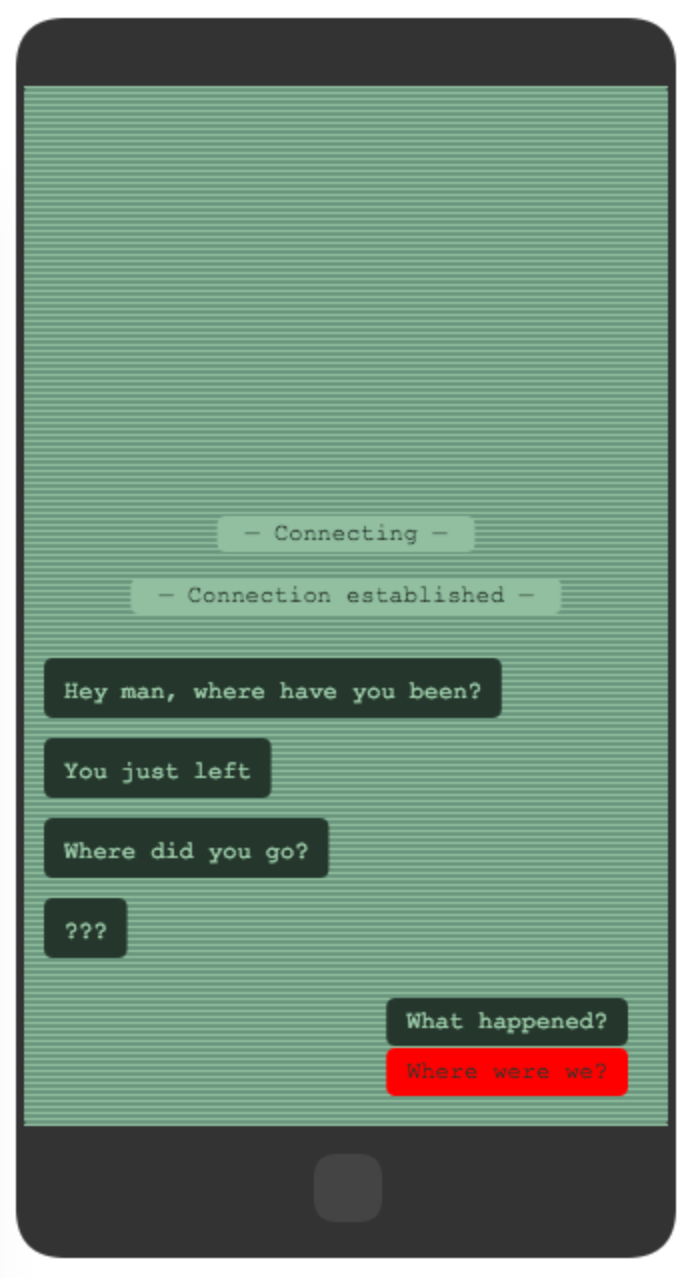 — Connecting —
— Connection established —
Hey man, where have you been?
You just left
Where did you go?
???
What happened?
Where were we?